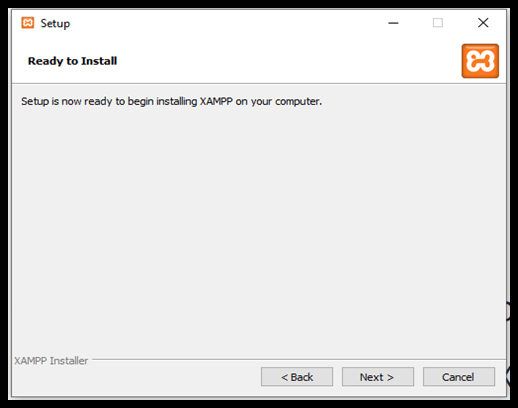 Setup
Ready to Install
Setup is now ready to begin installing XAMPP on your computer.
XAMPP Installer
< Back
Next >
Cancel